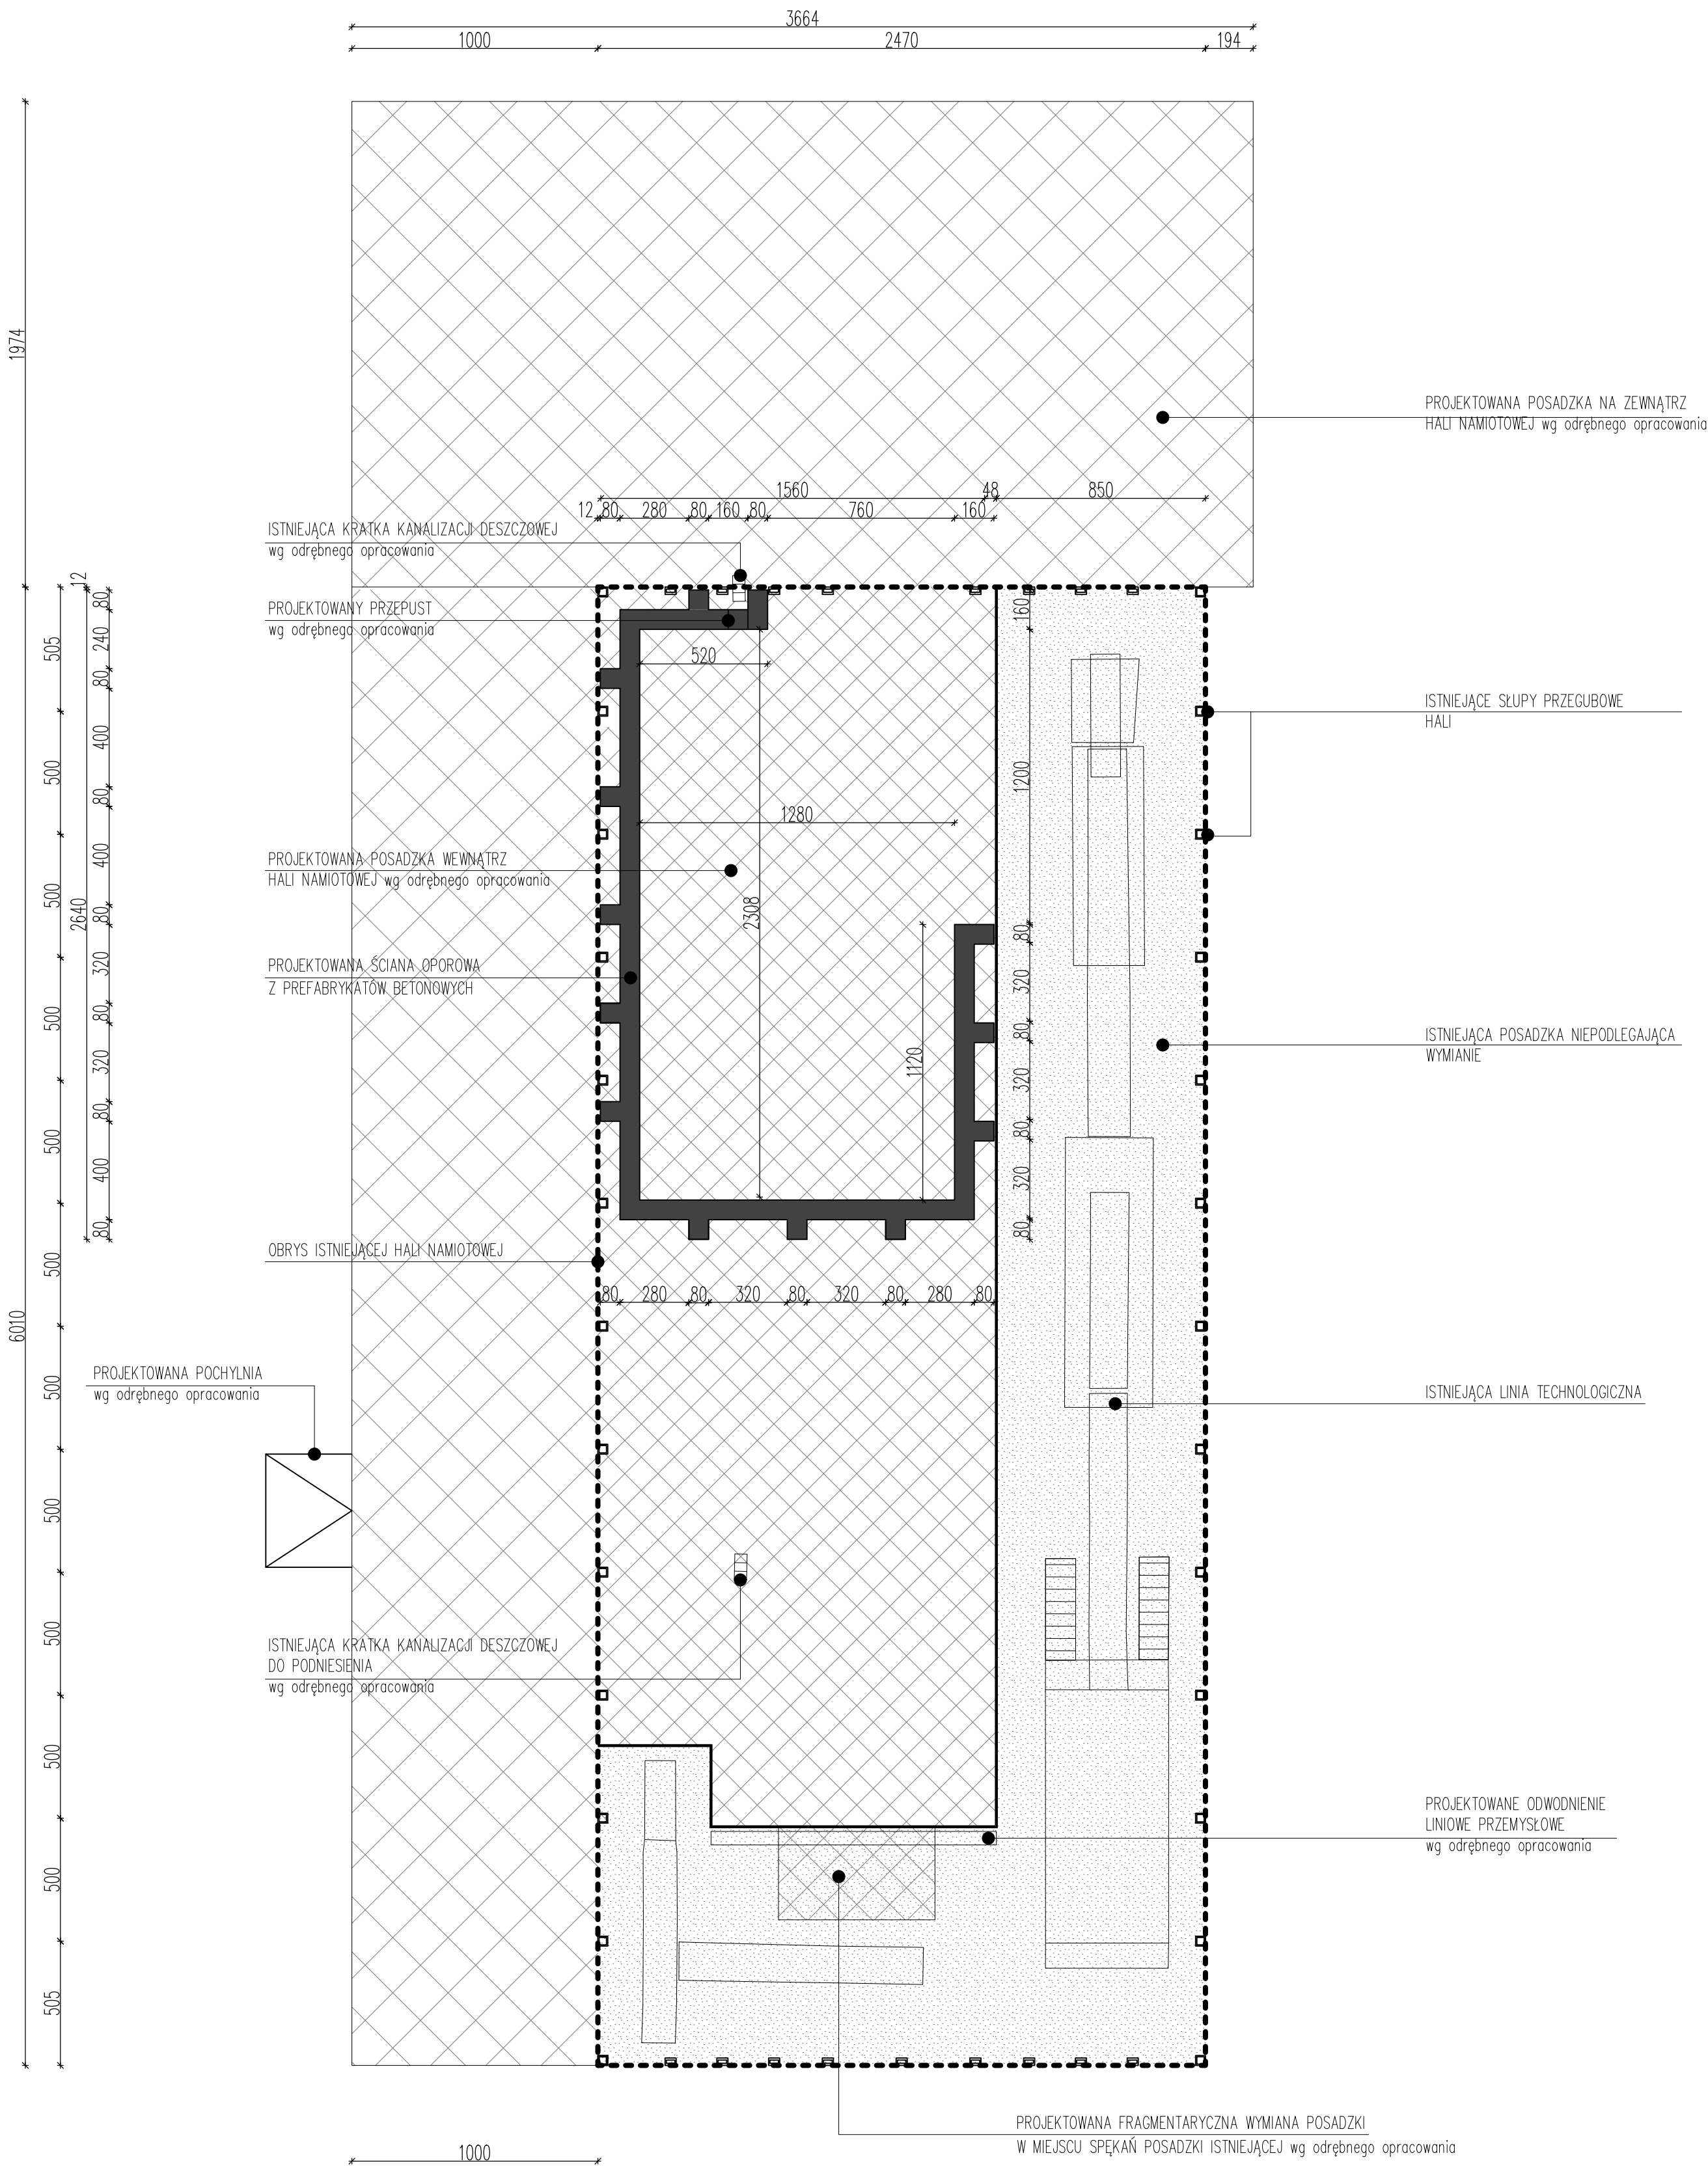 3664
1000 2470 194
1974
PROJEKTOWANA POSADZKA NA ZEWNĄTRZ
HALI NAMIOTOWEJ wg odrębnego opracowania
1560 48 850
12 80 280 80 160 80 760 160
ISTNIEJĄCA KRATKA KANALIZACJI DESZCZOWEJ
wg odrębnego opracowania
PROJEKTOWANY PRZEPUST
wg odrębnego opracowania
12
80
240
80
400
80
400
80
320
80
320
80
400
80
2640
505
500
500
500
500
500
500
500
500
500
500
505
6010
160
520
1200
ISTNIEJĄCE SŁUPY PRZEGUBOWE
HALI
1280
PROJEKTOWANA POSADZKA WEWNĄTRZ
HALI NAMIOTOWEJ wg odrębnego opracowania
2308
PROJEKTOWANA ŚCIANA OPOROWA
Z PREFABRYKATÓW BETONOWYCH
80
320
80
320
80
320
80
1120
ISTNIEJĄCA POSADZKA NIEPODLEGAJĄCA
WYMIANIE
OBRYS ISTNIEJĄCEJ HALI NAMIOTOWEJ
80 280 80 320 80 320 80 280 80
PROJEKTOWANA POCHYLNIA
wg odrębnego opracowania
ISTNIEJĄCA LINIA TECHNOLOGICZNA
ISTNIEJĄCA KRATKA KANALIZACJI DESZCZOWEJ
DO PODNIESIENIA
wg odrębnego opracowania
PROJEKTOWANE ODWODNIENIE
LINIOWE PRZEMYSŁOWE
wg odrębnego opracowania
PROJEKTOWANA FRAGMENTARYCZNA WYMIANA POSADZKI
W MIEJSCU SPĘKAŃ POSADZKI ISTNIEJĄCEJ wg odrębnego opracowania
1000